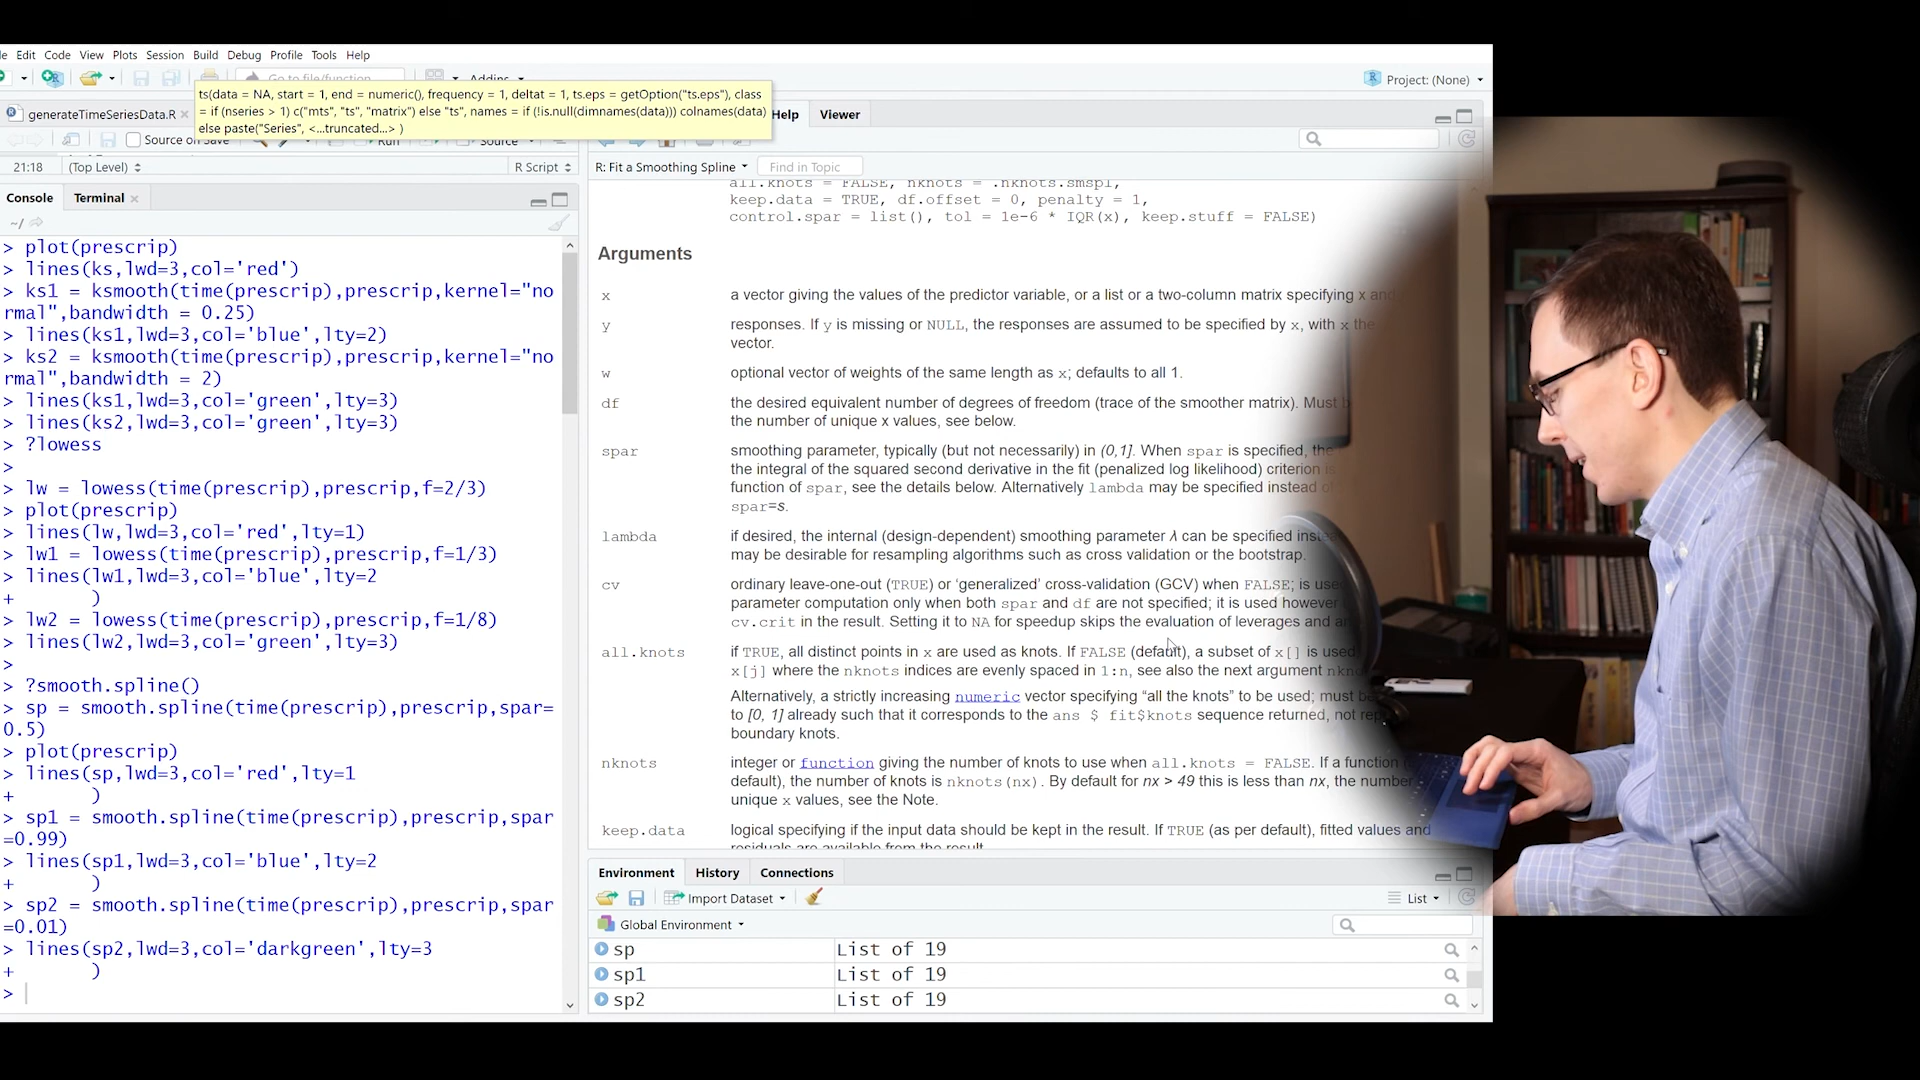 Edit Code View Plots Session Build Debug Profile Tools Help
Go to file/function Addins
Project: (None)
ts(data = NA, start = 1, end = numeric(), frequency = 1, deltat = 1, ts.eps = getOption("ts.eps"), class
= if (nseries > 1) c("mts", "ts", "matrix") else "ts", names = if (!is.null(dimnames(data))) colnames(data)
else paste("Series", <...truncated...> )
generateTimeSeriesData.R
Source on
Run
Source
21:18 (Top Level) R Script
Console Terminal
~/
> plot(prescrip)
> lines(ks,lwd=3,col='red')
> ks1 = ksmooth(time(prescrip),prescrip,kernel="no
rmal",bandwidth = 0.25)
> lines(ks1,lwd=3,col='blue',lty=2)
> ks2 = ksmooth(time(prescrip),prescrip,kernel="no
rmal",bandwidth = 2)
> lines(ks1,lwd=3,col='green',lty=3)
> lines(ks2,lwd=3,col='green',lty=3)
> ?lowess
>
> lw = lowess(time(prescrip),prescrip,f=2/3)
> plot(prescrip)
> lines(lw,lwd=3,col='red',lty=1)
> lw1 = lowess(time(prescrip),prescrip,f=1/3)
> lines(lw1,lwd=3,col='blue',lty=2
+ )
> lw2 = lowess(time(prescrip),prescrip,f=1/8)
> lines(lw2,lwd=3,col='green',lty=3)
>
> ?smooth.spline()
> sp = smooth.spline(time(prescrip),prescrip,spar=
0.5)
> plot(prescrip)
> lines(sp,lwd=3,col='red',lty=1
+ )
> sp1 = smooth.spline(time(prescrip),prescrip,spar
=0.99)
> lines(sp1,lwd=3,col='blue',lty=2
+ )
> sp2 = smooth.spline(time(prescrip),prescrip,spar
=0.01)
> lines(sp2,lwd=3,col='darkgreen',lty=3
+ )
>
Help Viewer
R: Fit a Smoothing Spline Find in Topic
all.knots = FALSE, nknots = .nknots.smspl,
keep.data = TRUE, df.offset = 0, penalty = 1,
control.spar = list(), tol = 1e-6 * IQR(x), keep.stuff = FALSE)
Arguments
x a vector giving the values of the predictor variable, or a list or a two-column matrix specifying x and
y responses. If y is missing or NULL, the responses are assumed to be specified by x, with x the
vector.
w optional vector of weights of the same length as x; defaults to all 1.
df the desired equivalent number of degrees of freedom (trace of the smoother matrix). Must
the number of unique x values, see below.
spar smoothing parameter, typically (but not necessarily) in (0,1]. When spar is specified, the
the integral of the squared second derivative in the fit (penalized log likelihood) criterion is
function of spar, see the details below. Alternatively lambda may be specified instead of
spar=s.
lambda if desired, the internal (design-dependent) smoothing parameter λ can be specified instead
may be desirable for resampling algorithms such as cross validation or the bootstrap.
cv ordinary leave-one-out (TRUE) or ‘generalized’ cross-validation (GCV) when FALSE; is used
parameter computation only when both spar and df are not specified; it is used however
cv.crit in the result. Setting it to NA for speedup skips the evaluation of leverages and
all.knots if TRUE, all distinct points in x are used as knots. If FALSE (default), a subset of x[] is used
x[j] where the nknots indices are evenly spaced in 1:n, see also the next argument
Alternatively, a strictly increasing numeric vector specifying “all the knots” to be used; must
to [0, 1] already such that it corresponds to the ans $ fit$knots sequence returned, not
boundary knots.
nknots integer or function giving the number of knots to use when all.knots = FALSE. If a function
default), the number of knots is nknots(nx). By default for nx > 49 this is less than nx, the number
unique x values, see the Note.
keep.data logical specifying if the input data should be kept in the result. If TRUE (as per default), fitted values and
residuals are available from the result.
Environment History Connections
Import Dataset List
Global Environment
sp List of 19
sp1 List of 19
sp2 List of 19